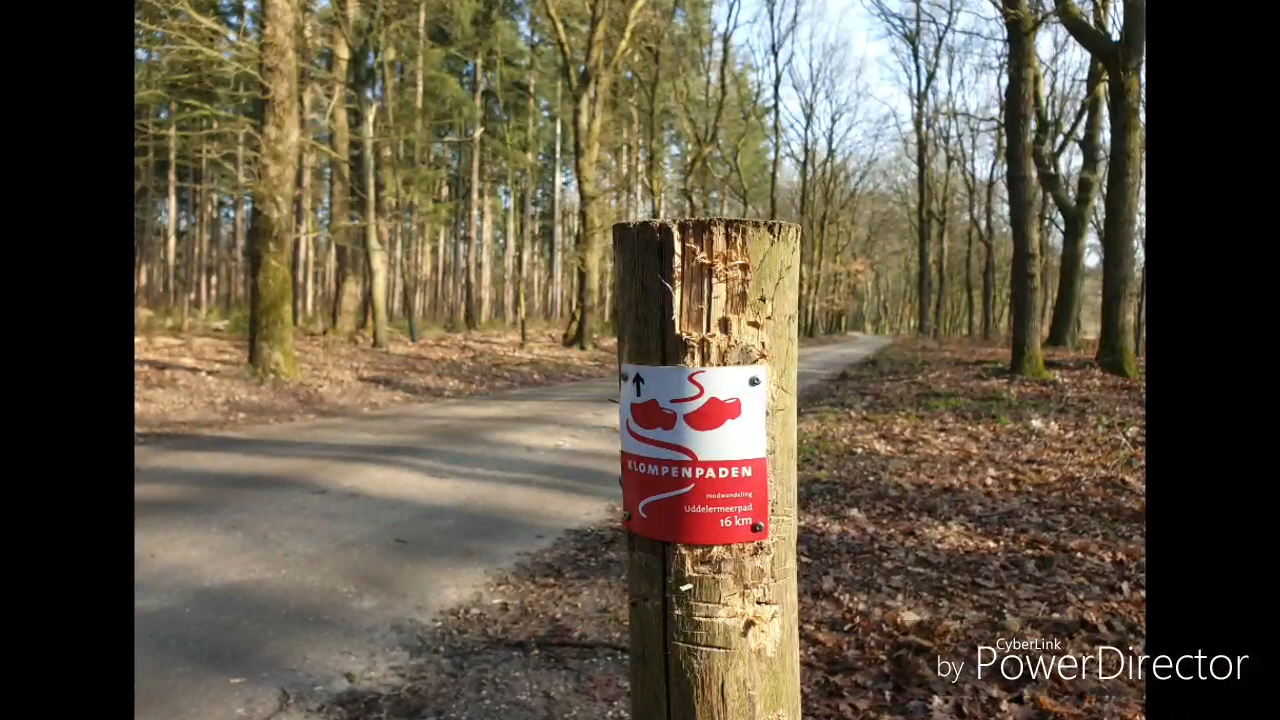 KLOMPENPADEN
rondwandeling
Uddelermeerpad
16 km
CyberLink
by PowerDirector